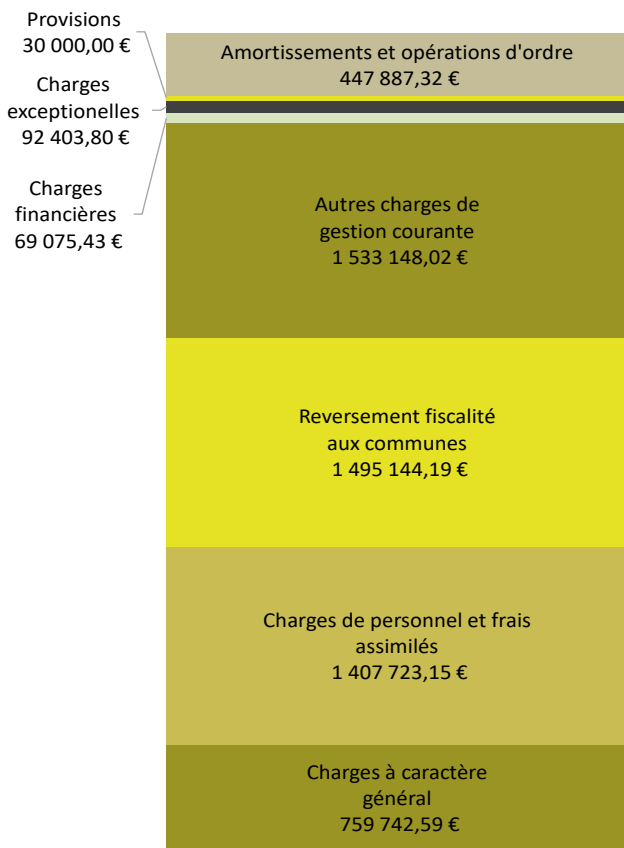 Provisions
30 000,00 €
Amortissements et opérations d'ordre
447 887,32 €
Charges
exceptionelles
92 403,80 €
Charges
financières
69 075,43 €
Autres charges de
gestion courante
1 533 148,02 €
Reversement fiscalité
aux communes
1 495 144,19 €
Charges de personnel et frais
assimilés
1 407 723,15 €
Charges à caractère
général
759 742,59 €